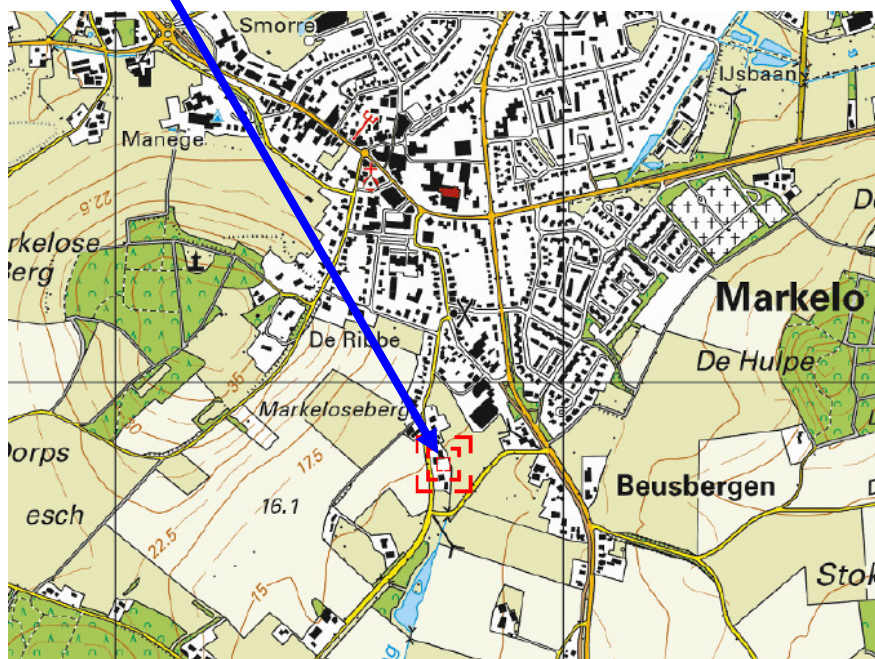 Smorre
IJsbaan
Manege
22.5
rkelose
Berg
Markelo
De Ribbe
De Hulpe
35
Markeloseberg
Dorps
17.5
esch
16.1
Beusbergen
22.5
15
Stok